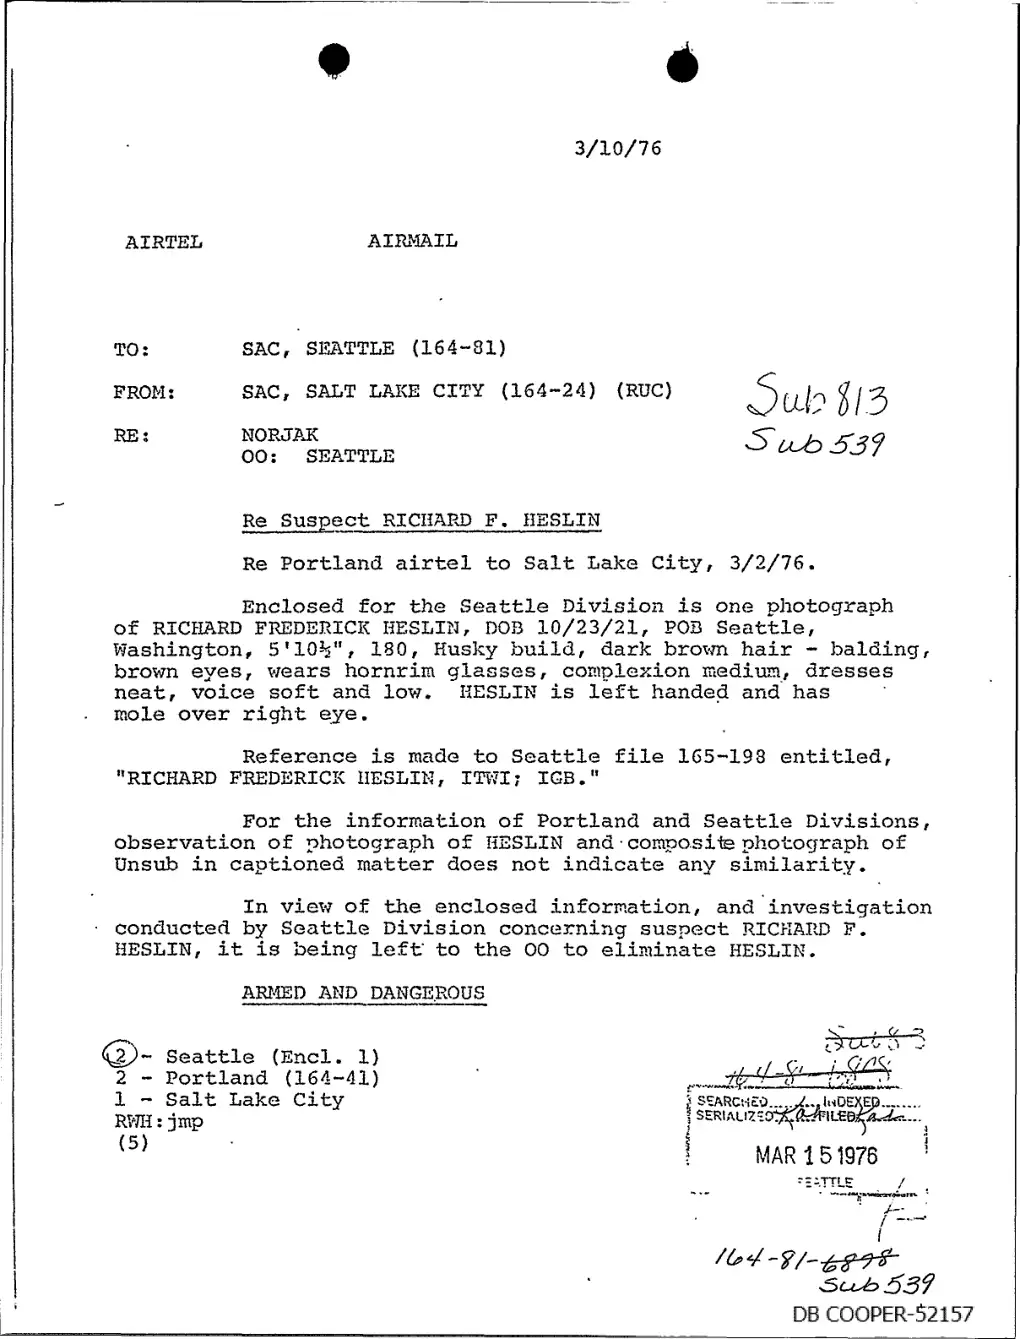 3/10/76
AIRTEL AIRMAIL
TO: SAC, SEATTLE (164-81)
FROM: SAC, SALT LAKE CITY (164-24) (RUC)
Sub 813
RE: NORJAK
Sub 539
OO: SEATTLE
Re Suspect RICHARD F. HESLIN
Re Portland airtel to Salt Lake City, 3/2/76.
Enclosed for the Seattle Division is one photograph
of RICHARD FREDERICK HESLIN, DOB 10/23/21, POB Seattle,
Washington, 5'10½", 180, Husky build, dark brown hair - balding,
brown eyes, wears hornrim glasses, complexion medium, dresses
neat, voice soft and low. HESLIN is left handed and has
mole over right eye.
Reference is made to Seattle file 165-198 entitled,
"RICHARD FREDERICK HESLIN, ITWI; IGB."
For the information of Portland and Seattle Divisions,
observation of photograph of HESLIN and composite photograph of
Unsub in captioned matter does not indicate any similarity.
In view of the enclosed information, and investigation
conducted by Seattle Division concerning suspect RICHARD F.
HESLIN, it is being left to the OO to eliminate HESLIN.
ARMED AND DANGEROUS
2 - Seattle (Encl. 1)
2 - Portland (164-41)
1 - Salt Lake City
RWH:jmp
(5)
SEARCHED INDEXED
SERIALIZED FILED
MAR 15 1976
SEATTLE
164-81-6898
Sub 539
DB COOPER-52157